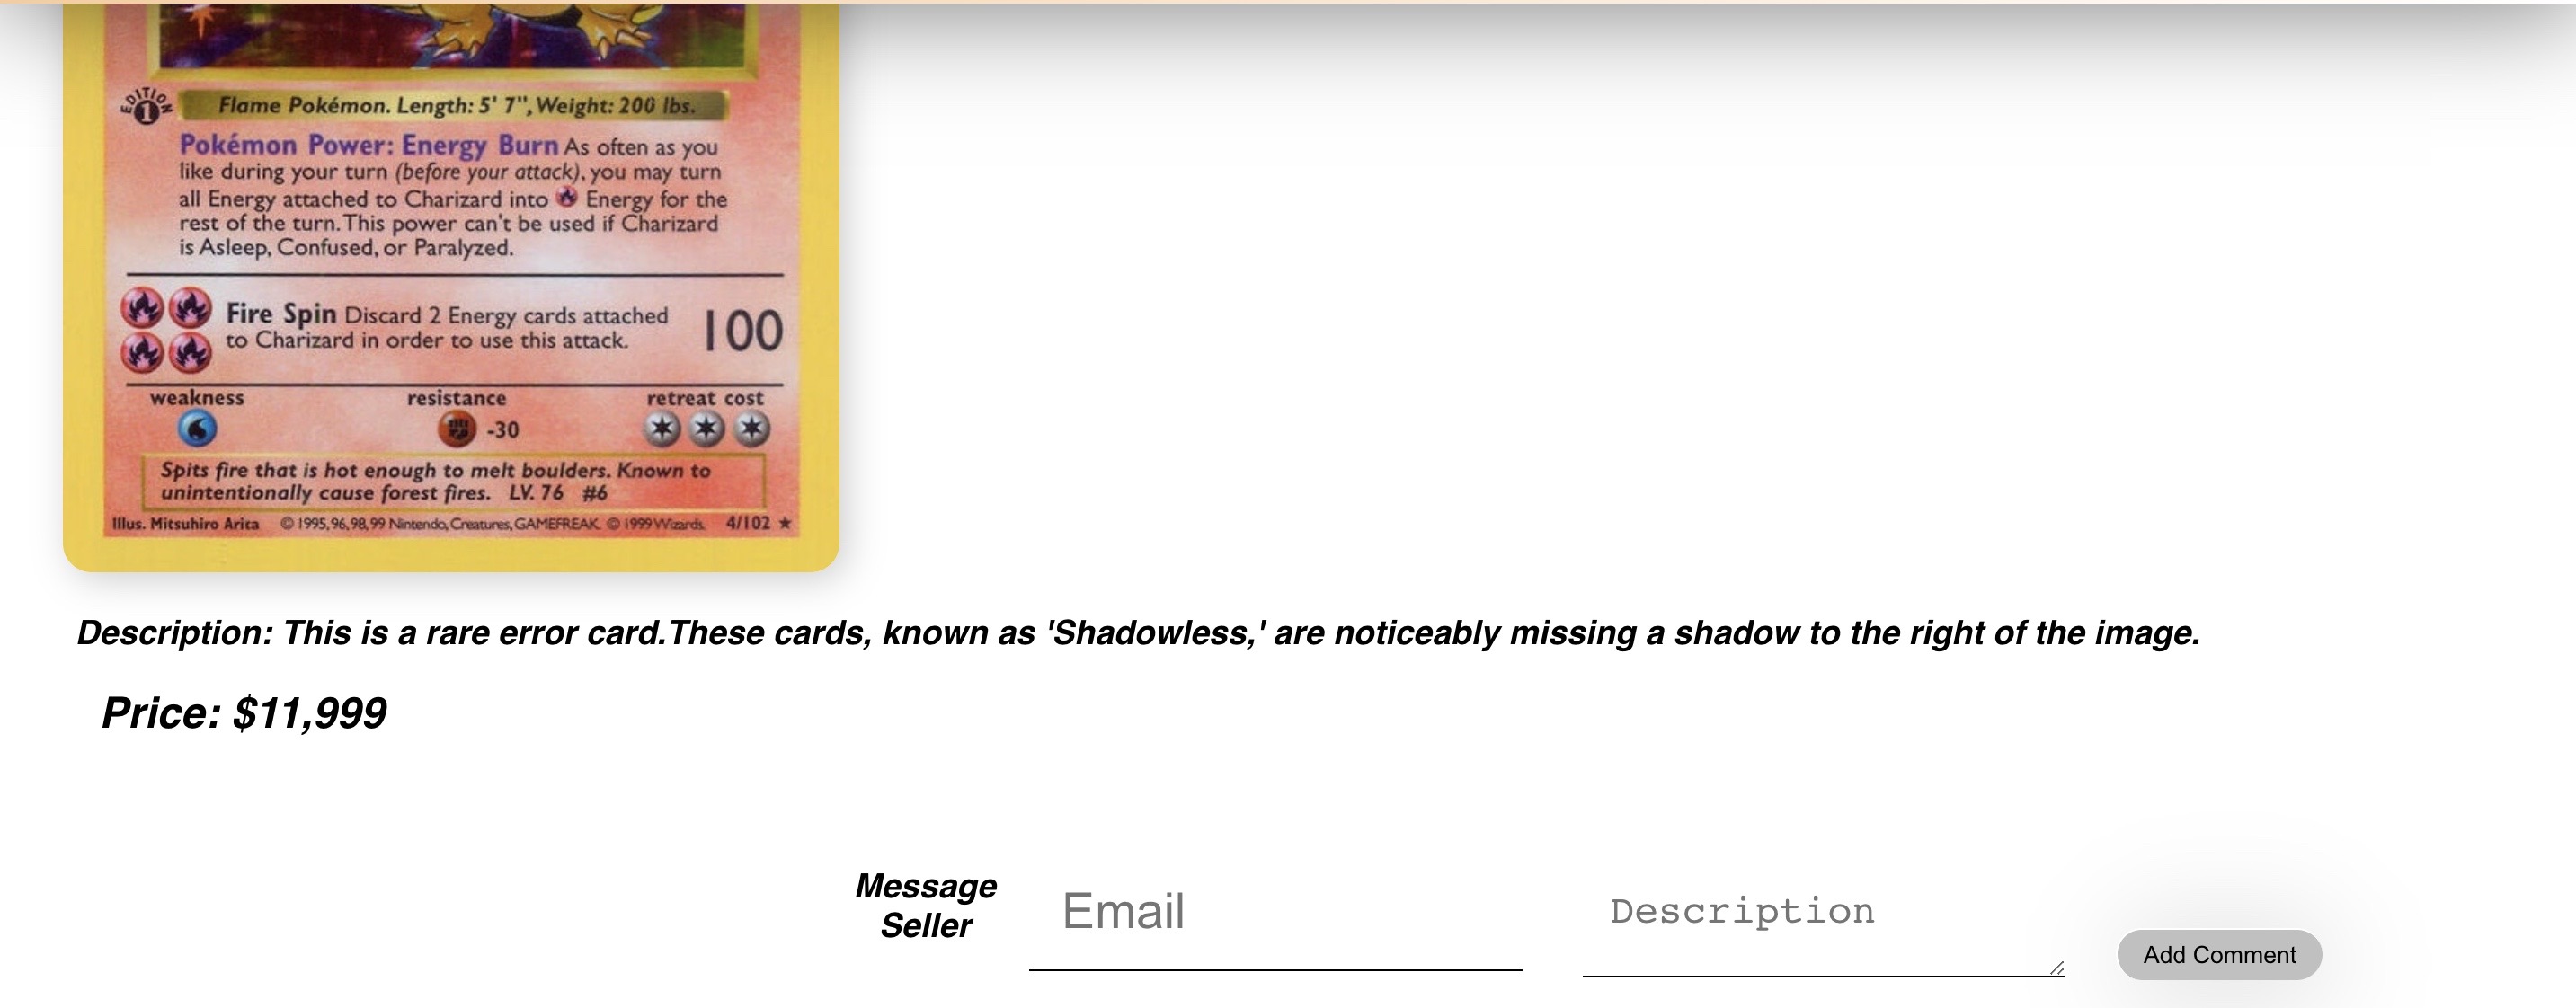 EDITION
1
Flame Pokémon. Length: 5' 7", Weight: 200 lbs.
Pokémon Power: Energy Burn As often as you
like during your turn (before your attack), you may turn
all Energy attached to Charizard into Energy for the
rest of the turn. This power can't be used if Charizard
is Asleep, Confused, or Paralyzed.
Fire Spin Discard 2 Energy cards attached
to Charizard in order to use this attack.
100
weakness resistance retreat cost
-30
Spits fire that is hot enough to melt boulders. Known to
unintentionally cause forest fires. LV. 76 #6
Illus. Mitsuhiro Arita © 1995, 96, 98, 99 Nintendo, Creatures, GAMEFREAK. © 1999 Wizards. 4/102 ★
Description: This is a rare error card.These cards, known as 'Shadowless,' are noticeably missing a shadow to the right of the image.
Price: $11,999
Message
Seller
Email
Description
Add Comment